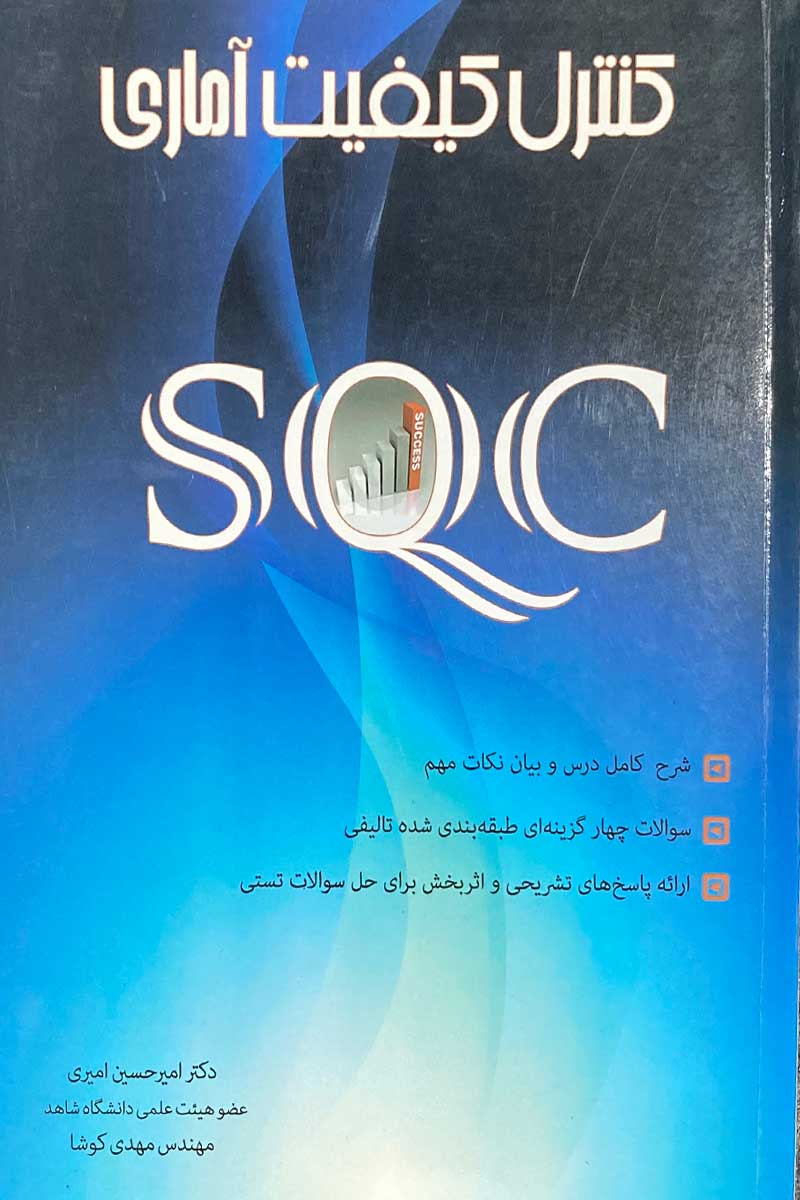 کنترل کیفیت آماری
SQC
SUCCESS
شرح کامل درس و بیان نکات مهم
سوالات چهار گزینه‌ای طبقه‌بندی شده تالیفی
ارائه پاسخ‌های تشریحی و اثربخش برای حل سوالات تستی
دکتر امیرحسین امیری
عضو هیئت علمی دانشگاه شاهد
مهندس مهدی کوشا